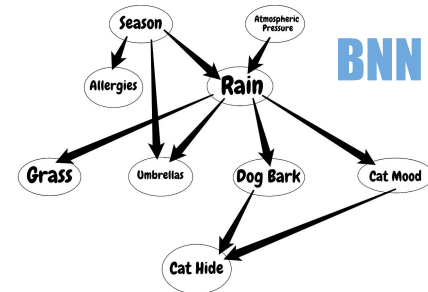 Season
Atmospheric
Pressure
BNN
Allergies
Rain
Grass
Umbrellas
Dog Bark
Cat Mood
Cat Hide